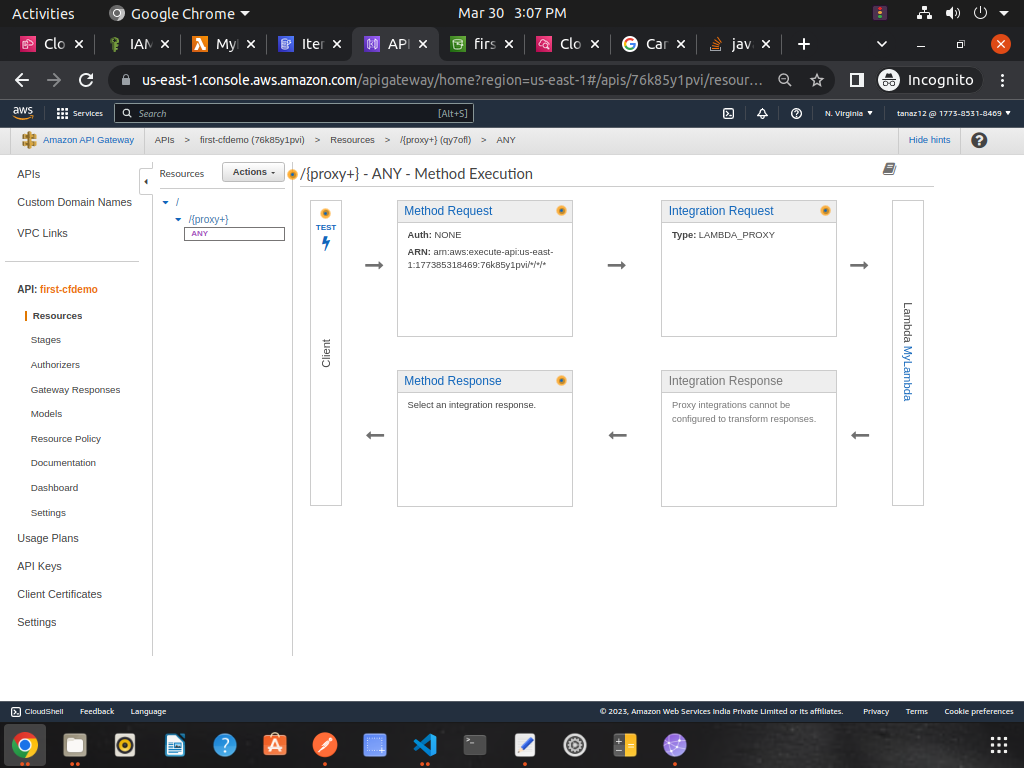 Activities
Google Chrome
Mar 30 3:07 PM
Clo
IAM
MyL
Iter
API
firs
Clo
Car
java
us-east-1.console.aws.amazon.com/apigateway/home?region=us-east-1#/apis/76k85y1pvi/resour...
Incognito
aws
Services
Search
[Alt+S]
N. Virginia
tanaz12 @ 1773-8531-8469
Amazon API Gateway
APIs > first-cfdemo (76k85y1pvi) > Resources > /{proxy+} (qy7ofl) > ANY
Hide hints
APIs
Custom Domain Names
VPC Links
API: first-cfdemo
Resources
Stages
Authorizers
Gateway Responses
Models
Resource Policy
Documentation
Dashboard
Settings
Usage Plans
API Keys
Client Certificates
Settings
Resources
Actions
/
/{proxy+}
ANY
/{proxy+} - ANY - Method Execution
TEST
Client
Method Request
Auth: NONE
ARN: arn:aws:execute-api:us-east-
1:177385318469:76k85y1pvi/*/*/*
Integration Request
Type: LAMBDA_PROXY
Lambda MyLambda
Method Response
Select an integration response.
Integration Response
Proxy integrations cannot be
configured to transform responses.
CloudShell
Feedback
Language
© 2023, Amazon Web Services India Private Limited or its affiliates.
Privacy
Terms
Cookie preferences